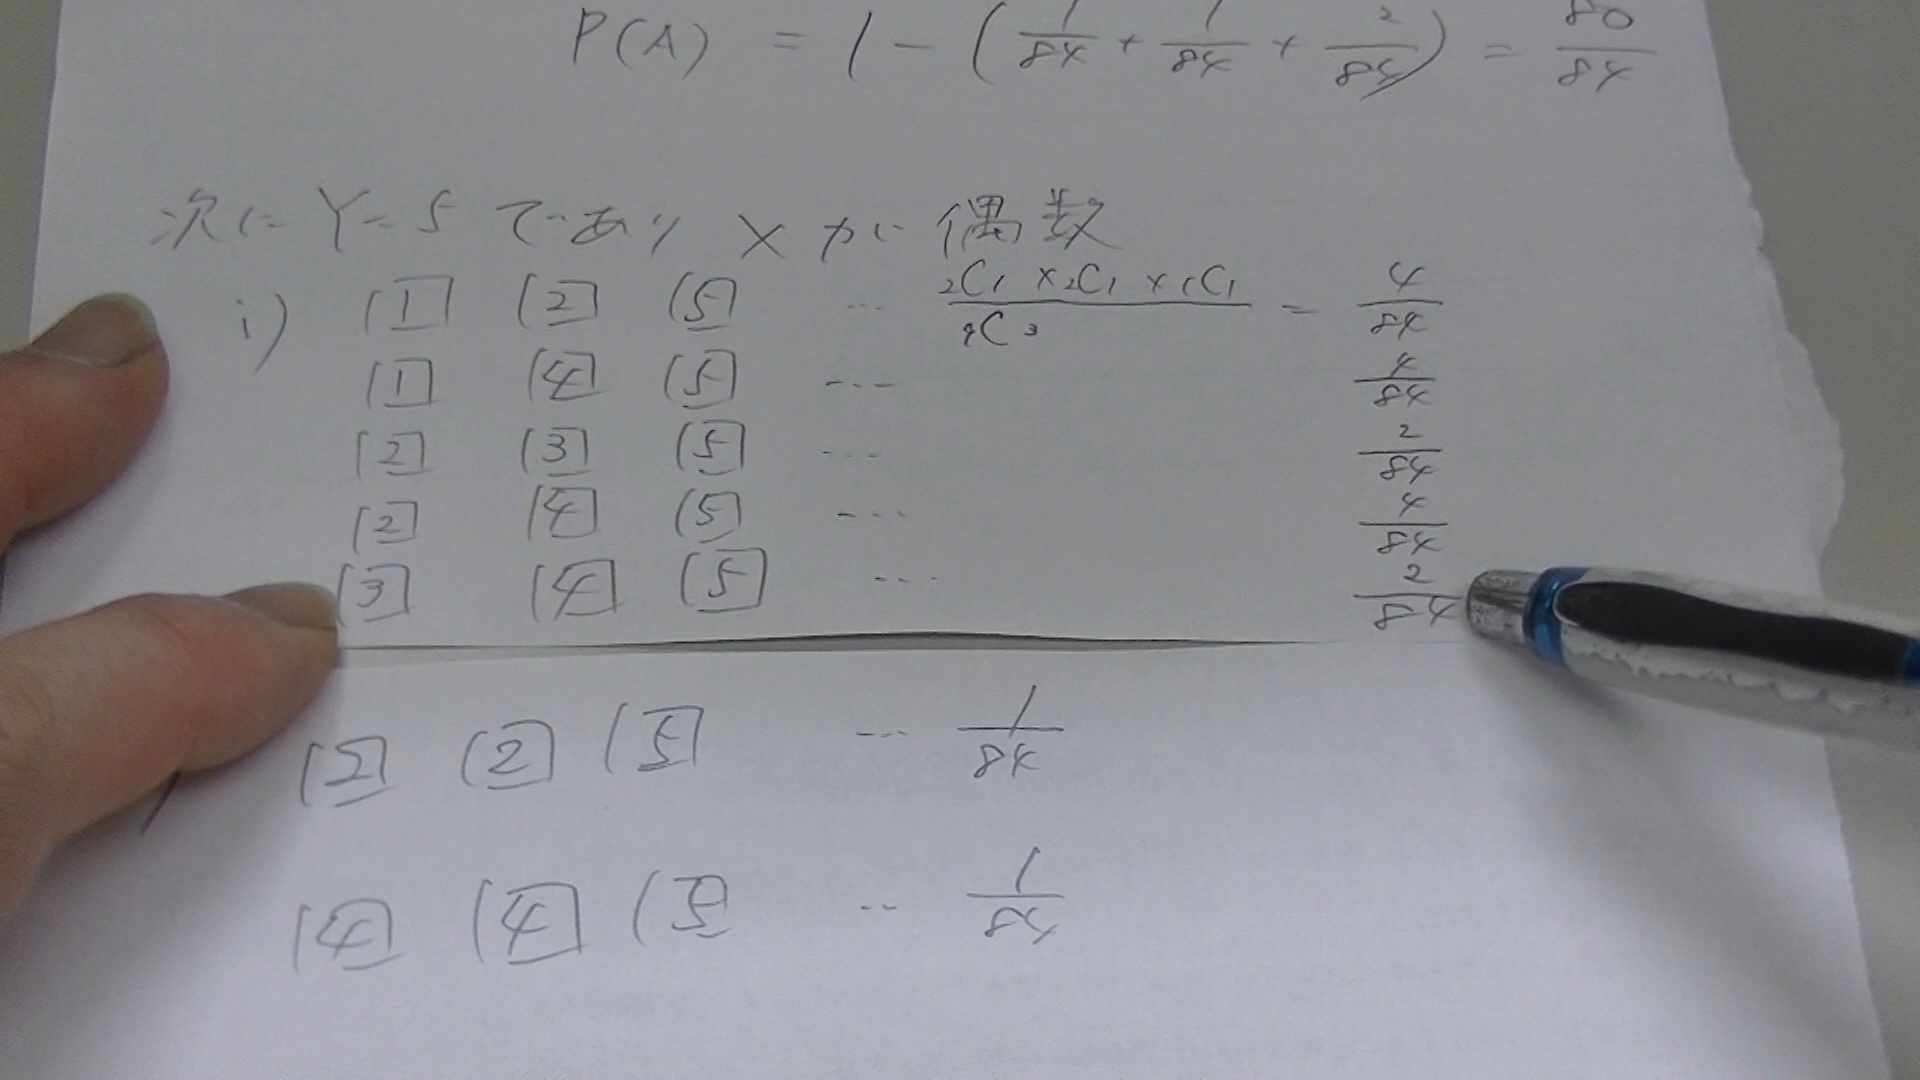 P(A) = 1 - (1/84 + 1/84 + 2/84) = 80/84
次に Y=5 であり Xが 偶数
i) 1 2 5 ... ₂C₁×₂C₁×₁C₁/₉C₃ = 4/84
1 4 5 ... 4/84
2 3 5 ... 2/84
2 4 5 ... 4/84
3 4 5 ... 2/84
2 2 5 ... 1/84
4 4 5 .. 1/84